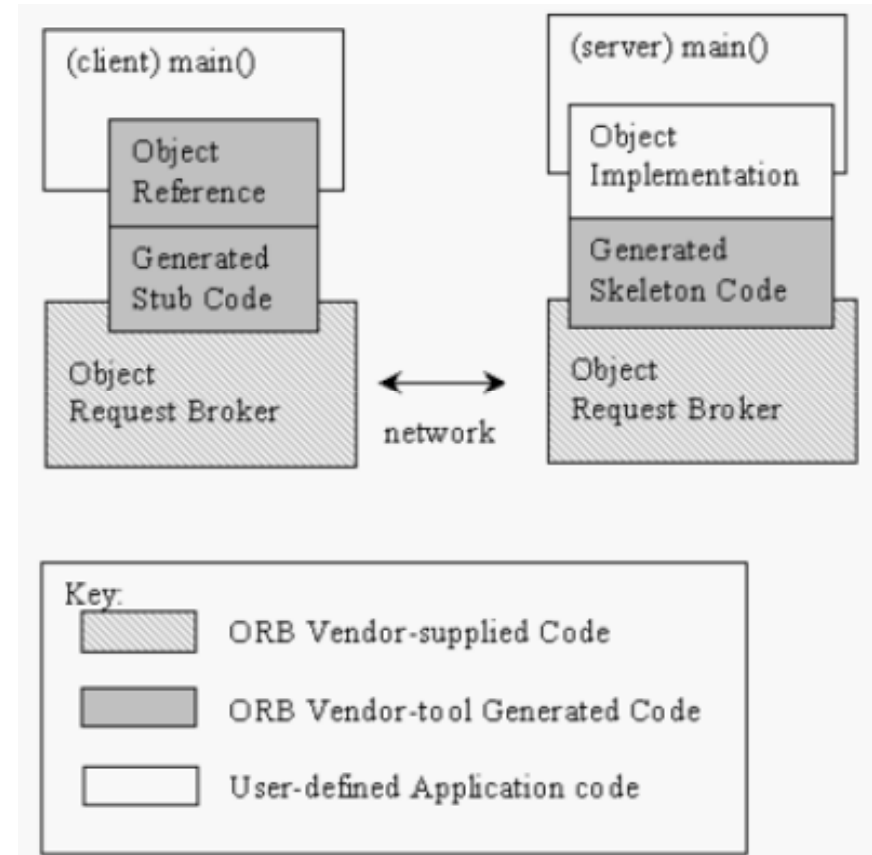 (client) main()
Object
Reference
Generated
Stub Code
Object
Request Broker
network
(server) main()
Object
Implementation
Generated
Skeleton Code
Object
Request Broker
Key:
ORB Vendor-supplied Code
ORB Vendor-tool Generated Code
User-defined Application code